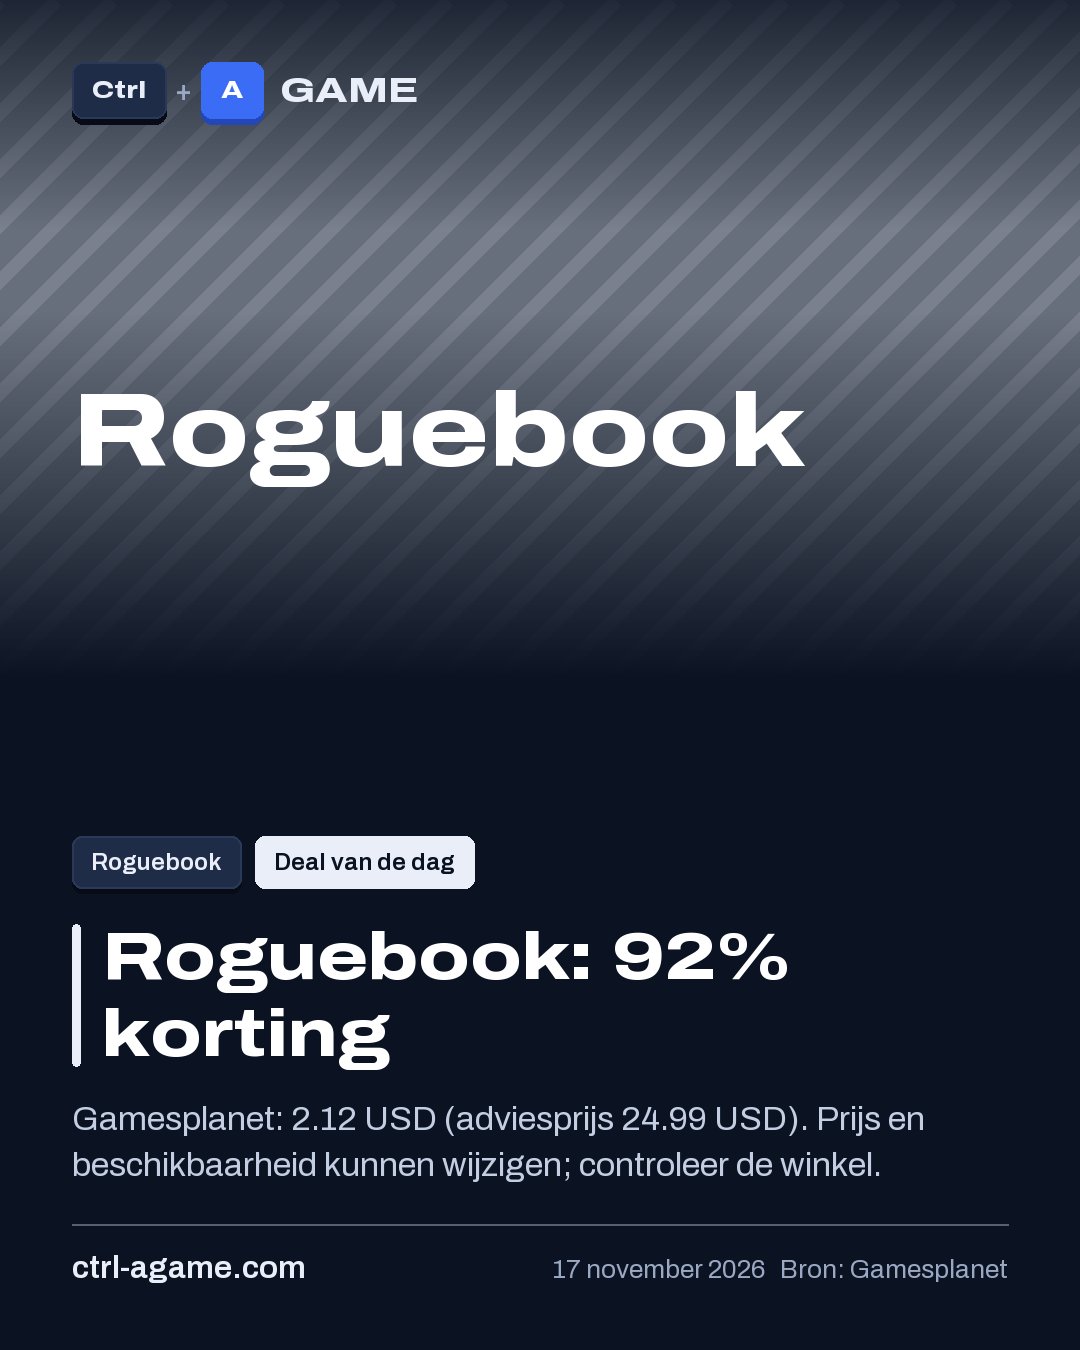 Ctrl + A GAME
Roguebook
Roguebook Deal van de dag
Roguebook: 92%
korting
Gamesplanet: 2.12 USD (adviesprijs 24.99 USD). Prijs en
beschikbaarheid kunnen wijzigen; controleer de winkel.
ctrl-agame.com 17 november 2026 Bron: Gamesplanet